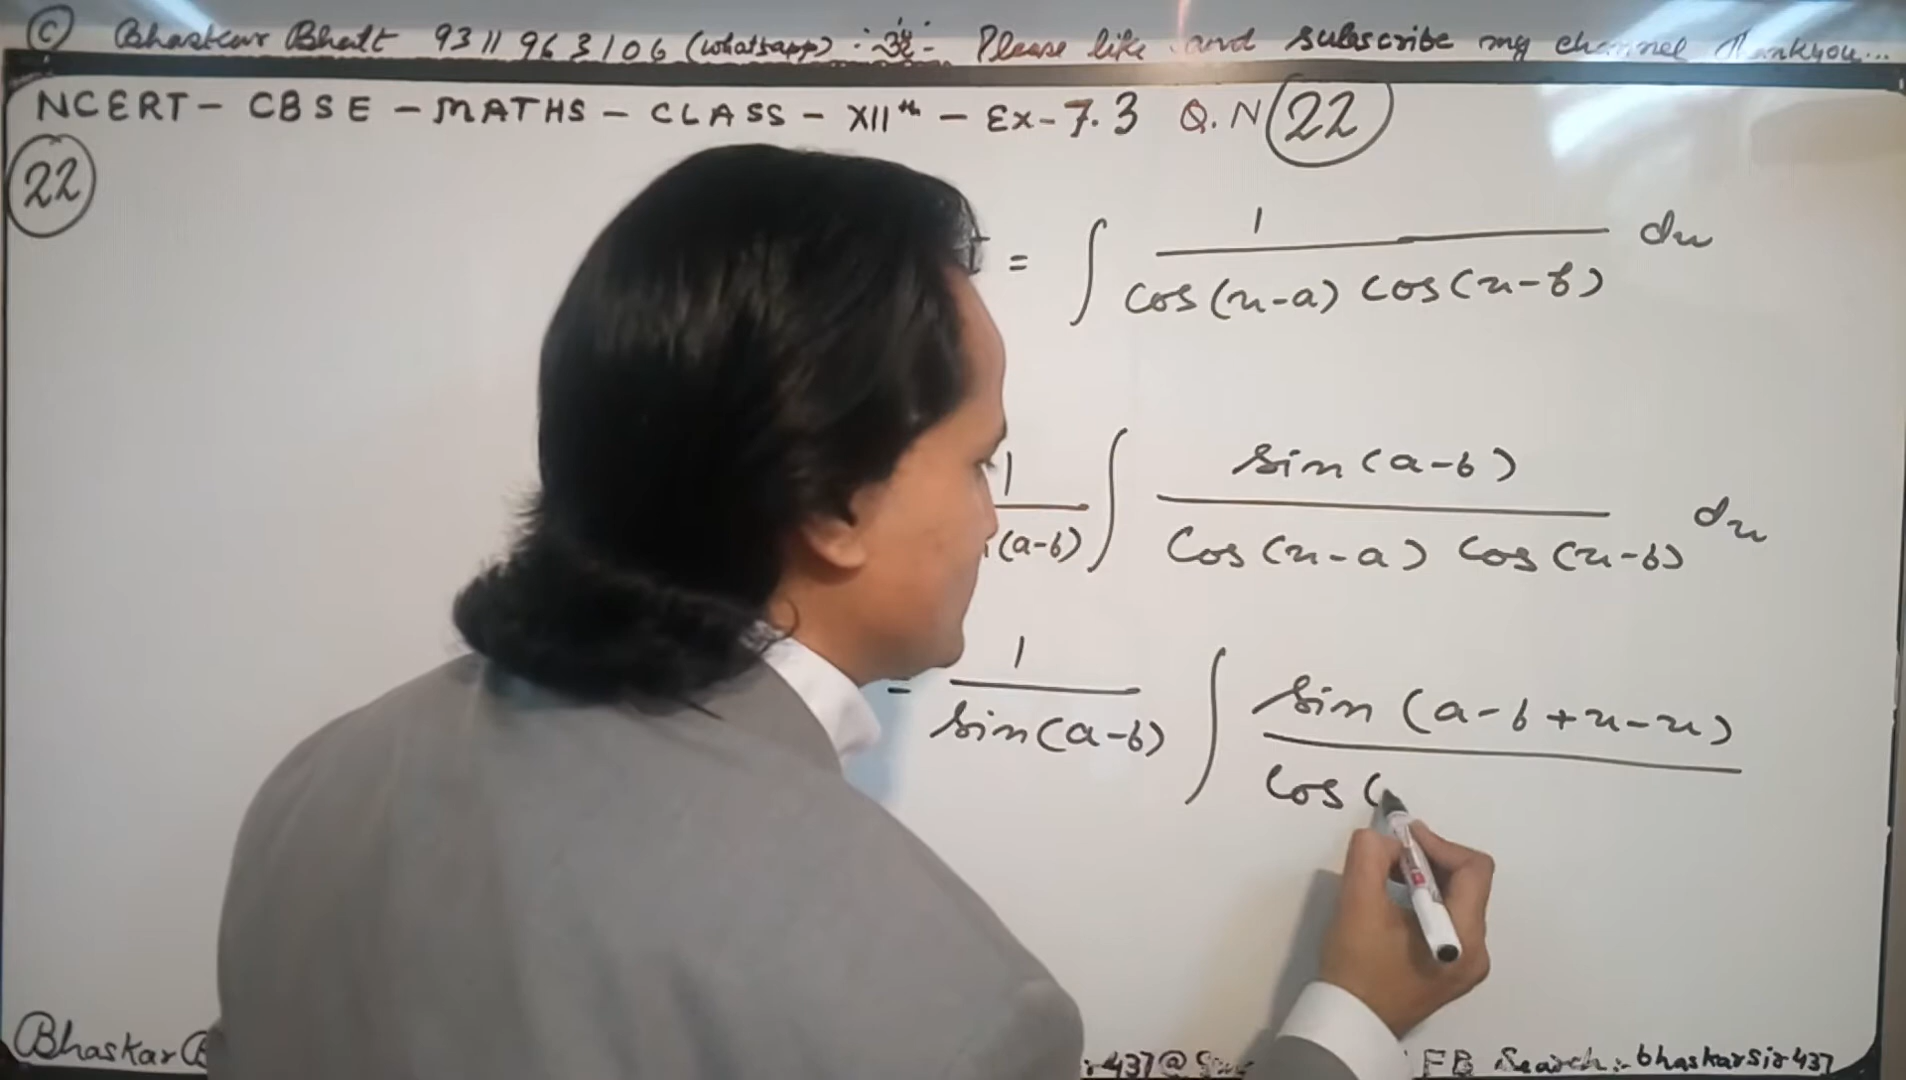 © Bhaskar Bhatt 9311963106 (whatsapp) :- Please like and subscribe my channel Thankyou...
NCERT - CBSE - MATHS - CLASS - XIIth - Ex-7.3 Q.N 22
22
= ∫ 1 / cos(x-a) cos(x-b) dx
1 / (a-b) ∫ sin(a-b) / cos(x-a) cos(x-b) dx
= 1 / sin(a-b) ∫ sin(a-b+x-x) / cos(
Bhaskar
437@ FB Search:- bhaskarsir437